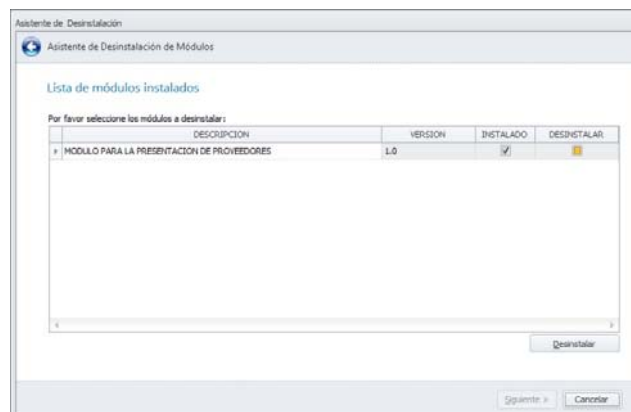 Asistente de Desinstalación
Asistente de Desinstalación de Módulos
Lista de módulos instalados
Por favor seleccione los módulos a desinstalar:
DESCRIPCION VERSION INSTALADO DESINSTALAR
MODULO PARA LA PRESENTACION DE PROVEEDORES 1.0
Desinstalar
Siguiente > Cancelar